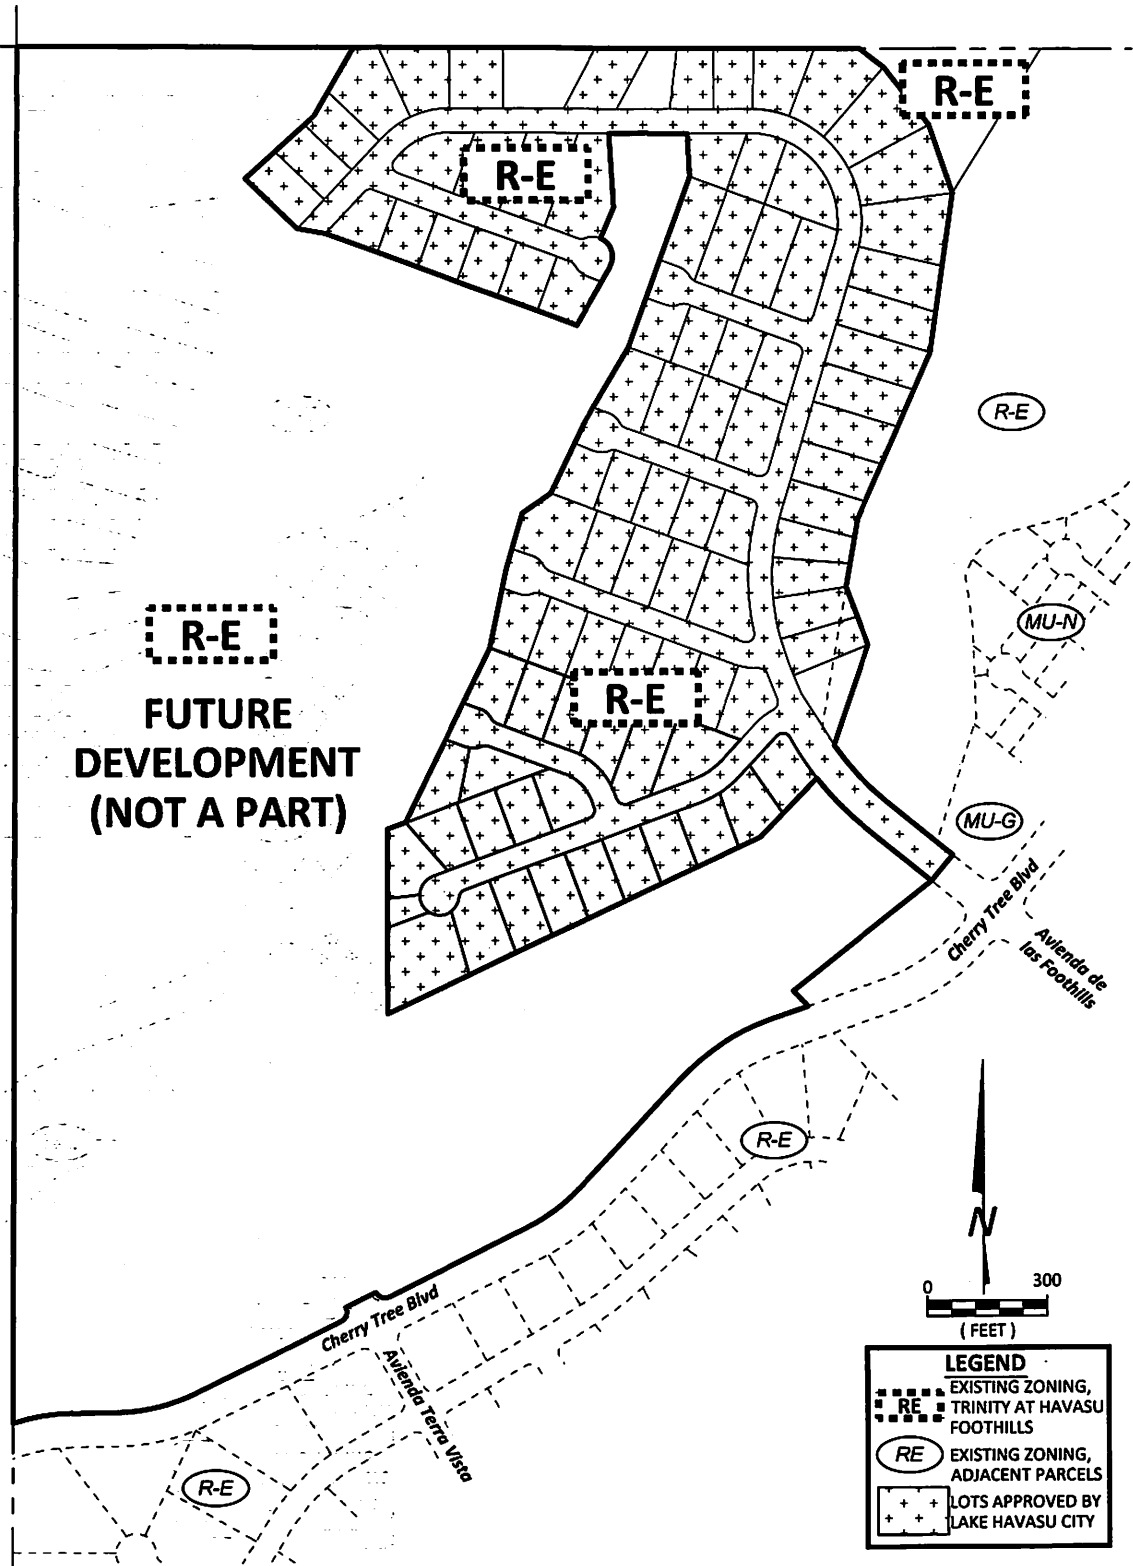 R-E
R-E
R-E
MU-N
R-E
FUTURE
DEVELOPMENT
(NOT A PART)
R-E
MU-G
Cherry Tree Blvd
Avienda de
las Foothills
R-E
N
0 300
(FEET)
Cherry Tree Blvd
Avienda Terra Vista
R-E
LEGEND
RE EXISTING ZONING,
TRINITY AT HAVASU
FOOTHILLS
RE EXISTING ZONING,
ADJACENT PARCELS
LOTS APPROVED BY
LAKE HAVASU CITY